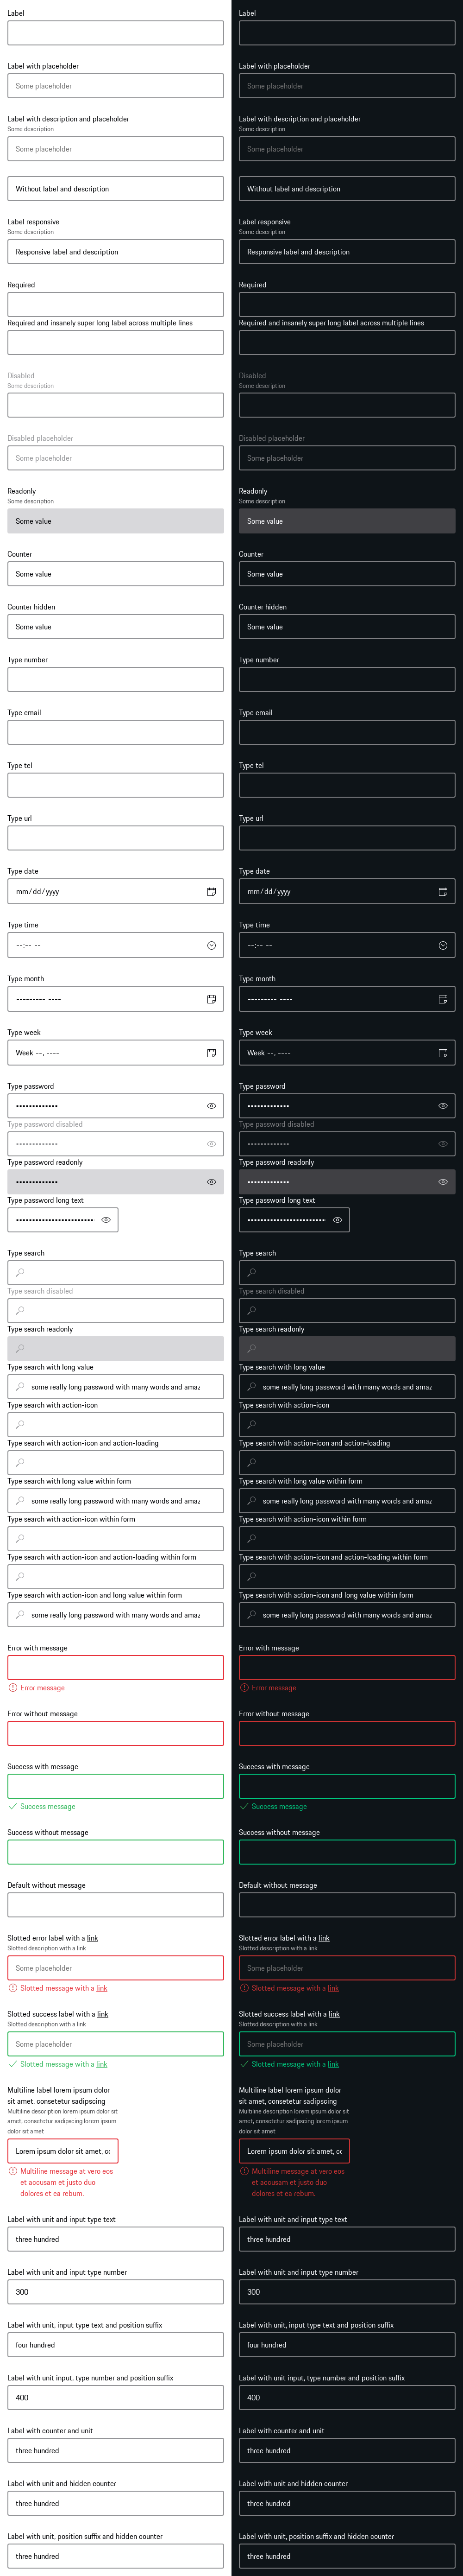 Label
Label with placeholder
Some placeholder
Label with description and placeholder
Some description
Some placeholder
Without label and description
Label responsive
Some description
Responsive label and description
Required
Required and insanely super long label across multiple lines
Disabled
Some description
Disabled placeholder
Some placeholder
Readonly
Some description
Some value
Counter
Some value
Counter hidden
Some value
Type number
Type email
Type tel
Type url
Type date
mm/dd/yyyy
Type time
--:-- --
Type month
--------- ----
Type week
Week --, ----
Type password
•••••••••••••
Type password disabled
•••••••••••••
Type password readonly
•••••••••••••
Type password long text
••••••••••••••••••••••••
Type search
Type search disabled
Type search readonly
Type search with long value
some really long password with many words and amaz
Type search with action-icon
Type search with action-icon and action-loading
Type search with long value within form
some really long password with many words and amaz
Type search with action-icon within form
Type search with action-icon and action-loading within form
Type search with action-icon and long value within form
some really long password with many words and amaz
Error with message
Error message
Error without message
Success with message
Success message
Success without message
Default without message
Slotted error label with a link
Slotted description with a link
Some placeholder
Slotted message with a link
Slotted success label with a link
Slotted description with a link
Some placeholder
Slotted message with a link
Multiline label lorem ipsum dolor
sit amet, consetetur sadipscing
Multiline description lorem ipsum dolor sit
amet, consetetur sadipscing lorem ipsum
dolor sit amet
Lorem ipsum dolor sit amet, co
Multiline message at vero eos
et accusam et justo duo
dolores et ea rebum.
Label with unit and input type text
three hundred
Label with unit and input type number
300
Label with unit, input type text and position suffix
four hundred
Label with unit input, type number and position suffix
400
Label with counter and unit
three hundred
Label with unit and hidden counter
three hundred
Label with unit, position suffix and hidden counter
three hundred
Label
Label with placeholder
Some placeholder
Label with description and placeholder
Some description
Some placeholder
Without label and description
Label responsive
Some description
Responsive label and description
Required
Required and insanely super long label across multiple lines
Disabled
Some description
Disabled placeholder
Some placeholder
Readonly
Some description
Some value
Counter
Some value
Counter hidden
Some value
Type number
Type email
Type tel
Type url
Type date
mm/dd/yyyy
Type time
--:-- --
Type month
--------- ----
Type week
Week --, ----
Type password
•••••••••••••
Type password disabled
•••••••••••••
Type password readonly
•••••••••••••
Type password long text
••••••••••••••••••••••••
Type search
Type search disabled
Type search readonly
Type search with long value
some really long password with many words and amaz
Type search with action-icon
Type search with action-icon and action-loading
Type search with long value within form
some really long password with many words and amaz
Type search with action-icon within form
Type search with action-icon and action-loading within form
Type search with action-icon and long value within form
some really long password with many words and amaz
Error with message
Error message
Error without message
Success with message
Success message
Success without message
Default without message
Slotted error label with a link
Slotted description with a link
Some placeholder
Slotted message with a link
Slotted success label with a link
Slotted description with a link
Some placeholder
Slotted message with a link
Multiline label lorem ipsum dolor
sit amet, consetetur sadipscing
Multiline description lorem ipsum dolor sit
amet, consetetur sadipscing lorem ipsum
dolor sit amet
Lorem ipsum dolor sit amet, co
Multiline message at vero eos
et accusam et justo duo
dolores et ea rebum.
Label with unit and input type text
three hundred
Label with unit and input type number
300
Label with unit, input type text and position suffix
four hundred
Label with unit input, type number and position suffix
400
Label with counter and unit
three hundred
Label with unit and hidden counter
three hundred
Label with unit, position suffix and hidden counter
three hundred